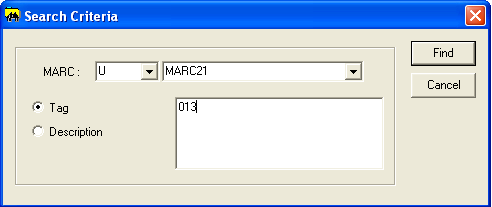 Search Criteria
Find
MARC : U MARC21
Cancel
Tag 013
Description